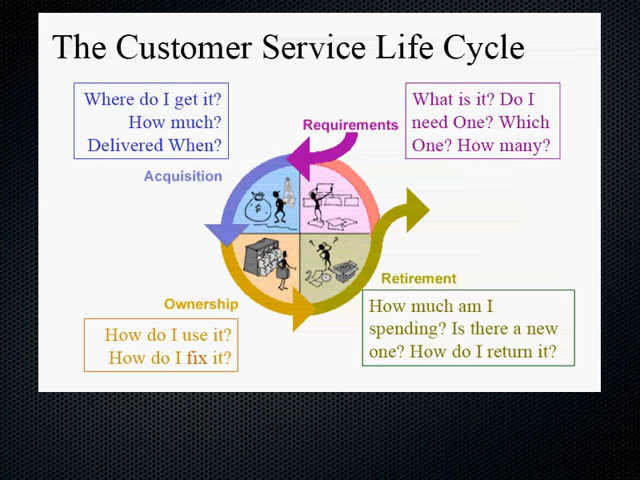 The Customer Service Life Cycle
Where do I get it?
How much?
Delivered When?
Requirements
What is it? Do I
need One? Which
One? How many?
Acquisition
$
Ownership
Retirement
How do I use it?
How do I fix it?
How much am I
spending? Is there a new
one? How do I return it?